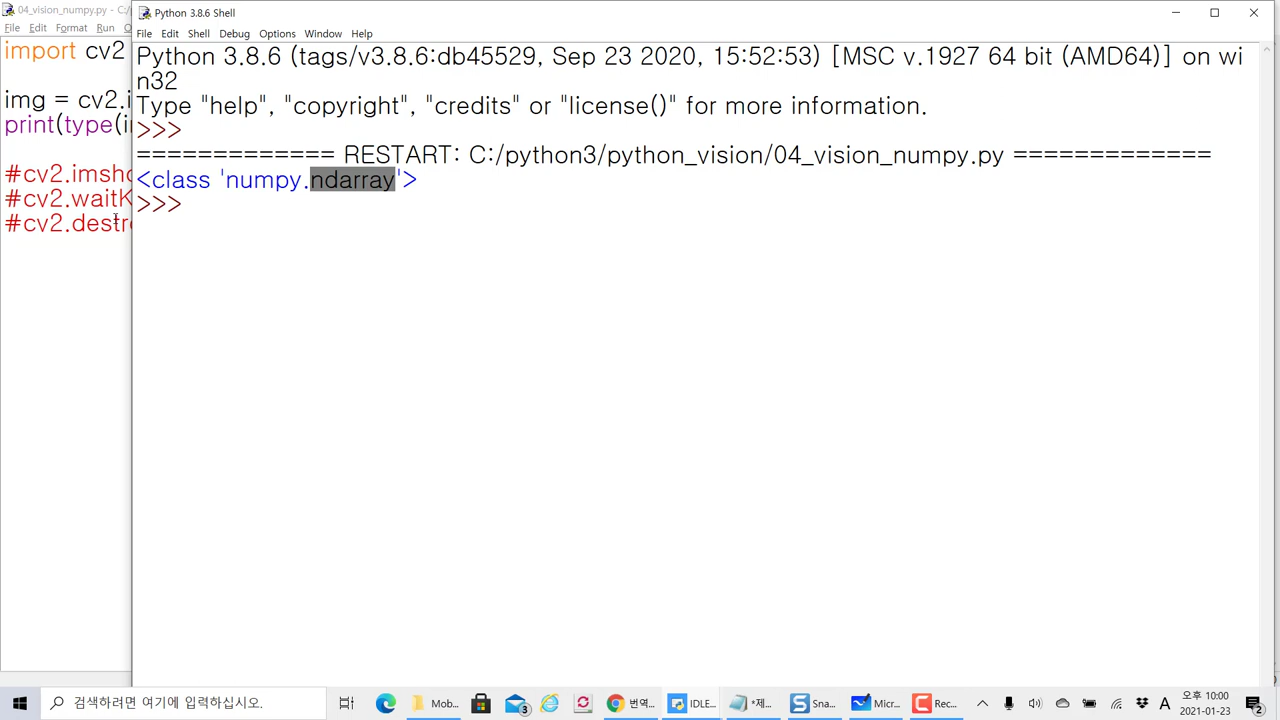 04_vision_numpy.py - C:/p
File Edit Format Run O
import cv2
img = cv2.i
print(type(i
#cv2.imsho
#cv2.waitK
#cv2.destr
Python 3.8.6 Shell
File Edit Shell Debug Options Window Help
Python 3.8.6 (tags/v3.8.6:db45529, Sep 23 2020, 15:52:53) [MSC v.1927 64 bit (AMD64)] on wi
n32
Type "help", "copyright", "credits" or "license()" for more information.
>>>
============= RESTART: C:/python3/python_vision/04_vision_numpy.py =============
<class 'numpy.ndarray'>
>>>
검색하려면 여기에 입력하십시오.
3
Mob...
번역...
IDLE...
*제...
Sna...
Micr...
Rec...
A
오후 10:00
2021-01-23
2